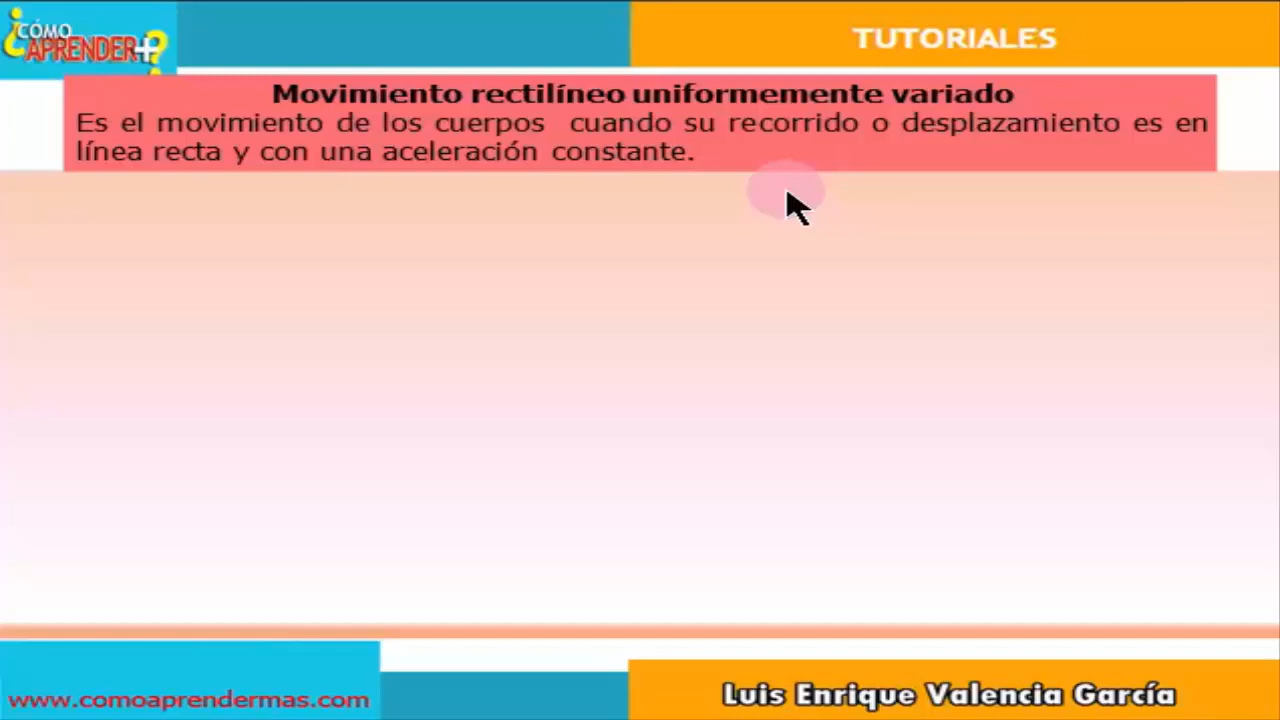 ¿CÓMO
APRENDER+?
TUTORIALES
Movimiento rectilíneo uniformemente variado
Es el movimiento de los cuerpos cuando su recorrido o desplazamiento es en
línea recta y con una aceleración constante.
www.comoaprendermas.com
Luis Enrique Valencia García